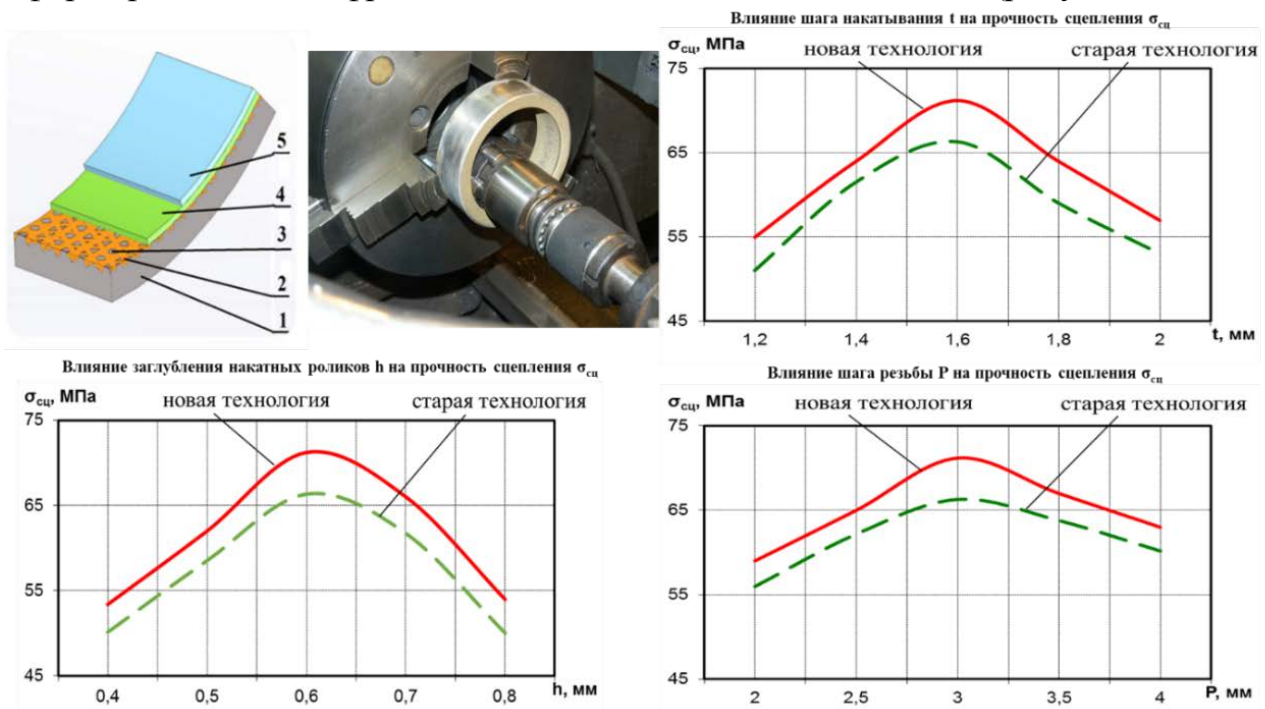 Влияние шага накатывания t на прочность сцепления σсц
σсц, МПа
новая технология
старая технология
75
65
55
45
1,2 1,4 1,6 1,8 2 t, мм
5
4
3
2
1
Влияние заглубления накатных роликов h на прочность сцепления σсц
σсц, МПа
новая технология
старая технология
75
65
55
45
0,4 0,5 0,6 0,7 0,8 h, мм
Влияние шага резьбы P на прочность сцепления σсц
σсц, МПа
новая технология
старая технология
75
65
55
45
2 2,5 3 3,5 4 P, мм